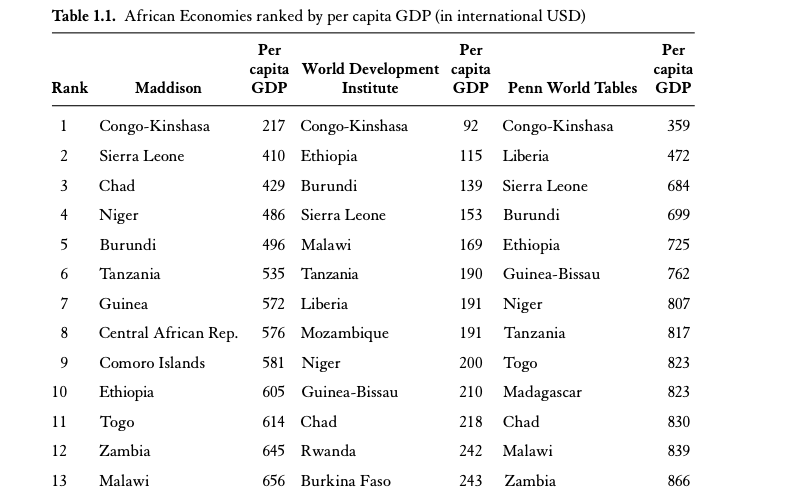 Table 1.1. African Economies ranked by per capita GDP (in international USD)
Per Per Per
capita World Development capita capita
Rank Maddison GDP Institute GDP Penn World Tables GDP
1 Congo-Kinshasa 217 Congo-Kinshasa 92 Congo-Kinshasa 359
2 Sierra Leone 410 Ethiopia 115 Liberia 472
3 Chad 429 Burundi 139 Sierra Leone 684
4 Niger 486 Sierra Leone 153 Burundi 699
5 Burundi 496 Malawi 169 Ethiopia 725
6 Tanzania 535 Tanzania 190 Guinea-Bissau 762
7 Guinea 572 Liberia 191 Niger 807
8 Central African Rep. 576 Mozambique 191 Tanzania 817
9 Comoro Islands 581 Niger 200 Togo 823
10 Ethiopia 605 Guinea-Bissau 210 Madagascar 823
11 Togo 614 Chad 218 Chad 830
12 Zambia 645 Rwanda 242 Malawi 839
13 Malawi 656 Burkina Faso 243 Zambia 866